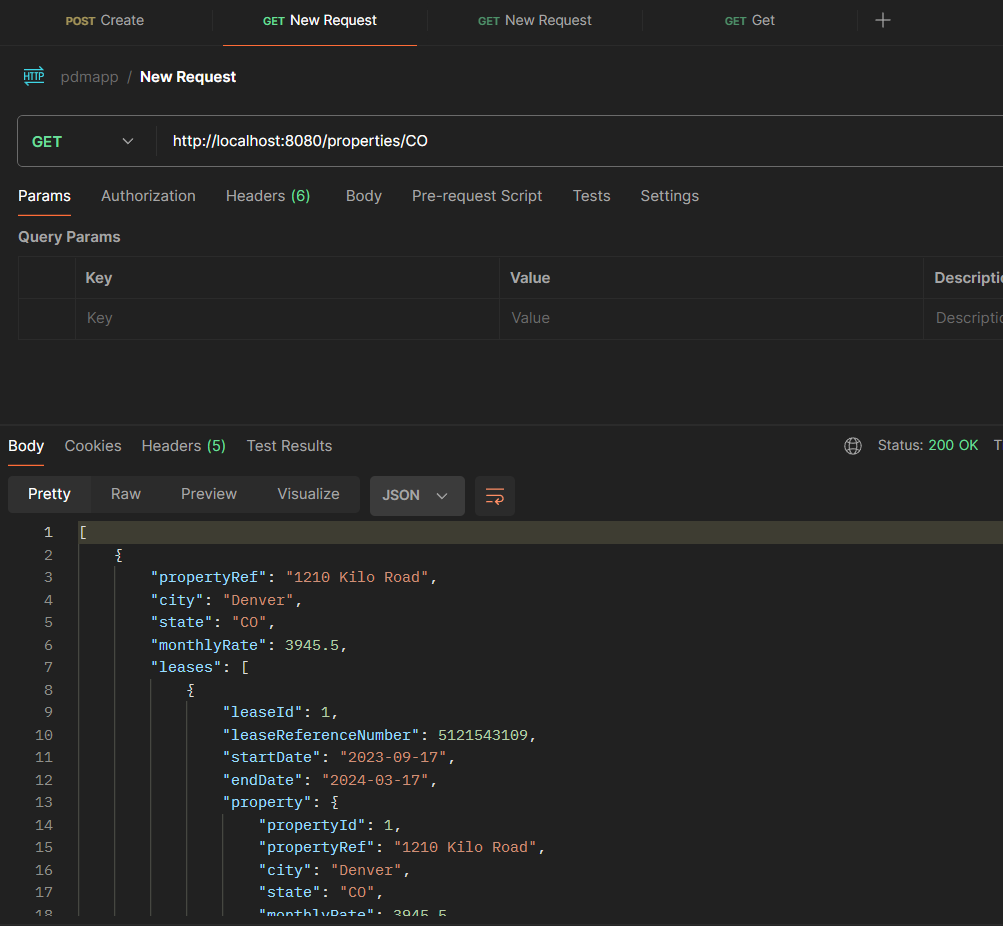 POST Create GET New Request GET New Request GET Get
HTTP pdmapp / New Request
GET http://localhost:8080/properties/CO
Params Authorization Headers (6) Body Pre-request Script Tests Settings
Query Params
Key Value Descriptio
Key Value Descriptio
Body Cookies Headers (5) Test Results Status: 200 OK T
Pretty Raw Preview Visualize JSON
1 [
2 {
3 "propertyRef": "1210 Kilo Road",
4 "city": "Denver",
5 "state": "CO",
6 "monthlyRate": 3945.5,
7 "leases": [
8 {
9 "leaseId": 1,
10 "leaseReferenceNumber": 5121543109,
11 "startDate": "2023-09-17",
12 "endDate": "2024-03-17",
13 "property": {
14 "propertyId": 1,
15 "propertyRef": "1210 Kilo Road",
16 "city": "Denver",
17 "state": "CO",
18 "monthlyRate": 3945.5